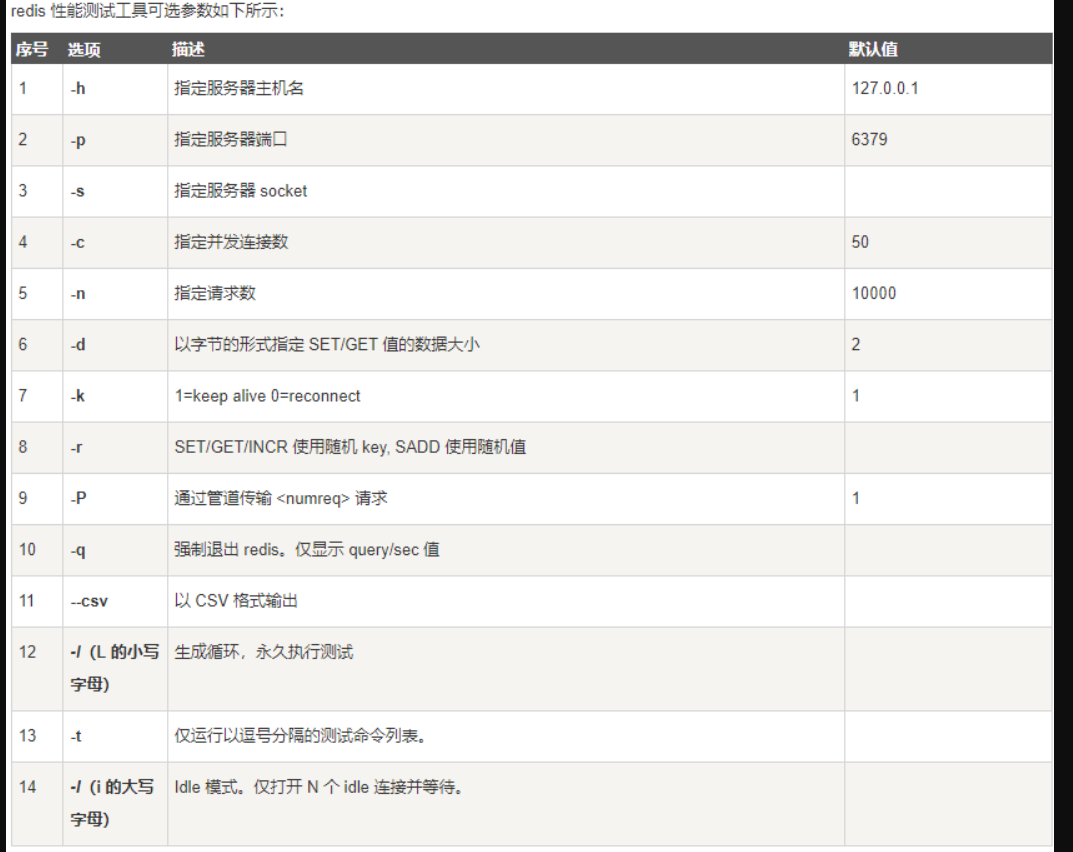 redis 性能测试工具可选参数如下所示：
序号 选项 描述 默认值
1 -h 指定服务器主机名 127.0.0.1
2 -p 指定服务器端口 6379
3 -s 指定服务器 socket
4 -c 指定并发连接数 50
5 -n 指定请求数 10000
6 -d 以字节的形式指定 SET/GET 值的数据大小 2
7 -k 1=keep alive 0=reconnect 1
8 -r SET/GET/INCR 使用随机 key, SADD 使用随机值
9 -P 通过管道传输 <numreq> 请求 1
10 -q 强制退出 redis。仅显示 query/sec 值
11 --csv 以 CSV 格式输出
12 -l（L 的小写 生成循环，永久执行测试
字母）
13 -t 仅运行以逗号分隔的测试命令列表。
14 -I（i 的大写 Idle 模式。仅打开 N 个 idle 连接并等待。
字母）